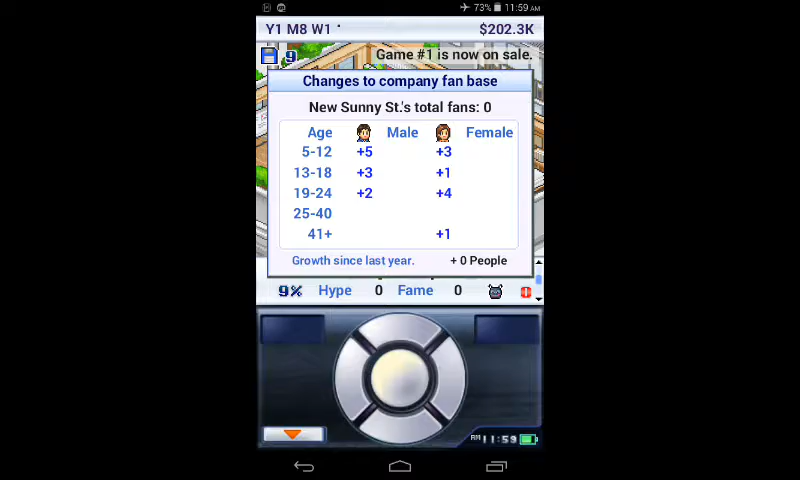 73% 11:59 AM
Y1 M8 W1 $202.3K
9 Game #1 is now on sale.
Changes to company fan base
New Sunny St.'s total fans: 0
Age Male Female
5-12 +5 +3
13-18 +3 +1
19-24 +2 +4
25-40
41+ +1
Growth since last year. + 0 People
9% Hype 0 Fame 0
AM 11:59